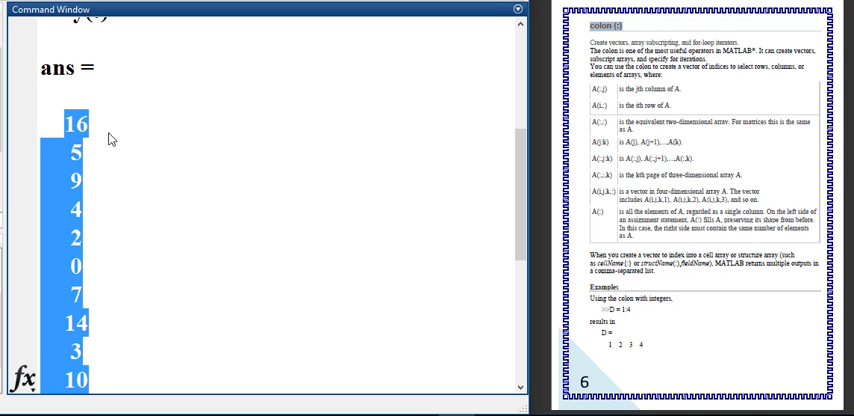 Command Window
ans =
16
5
9
4
2
0
7
14
3
10
fx
colon (:)
Create vectors, array subscripting, and for-loop iterators.
The colon is one of the most useful operators in MATLAB®. It can create vectors,
subscript arrays, and specify for iterations.
You can use the colon to create a vector of indices to select rows, columns, or
elements of arrays, where:
A(:,j) is the jth column of A.
A(i,:) is the ith row of A.
A(:,:) is the equivalent two-dimensional array. For matrices this is the same
as A.
A(j:k) is A(j), A(j+1),...,A(k).
A(:,j:k) is A(:,j), A(:,j+1),...,A(:,k).
A(:,:,k) is the kth page of three-dimensional array A.
A(i,j,k,:) is a vector in four-dimensional array A. The vector
includes A(i,j,k,1), A(i,j,k,2), A(i,j,k,3), and so on.
A(:) is all the elements of A, regarded as a single column. On the left side of
an assignment statement, A(:) fills A, preserving its shape from before.
In this case, the right side must contain the same number of elements
as A.
When you create a vector to index into a cell array or structure array (such
as cellName{:} or structName(:).fieldName), MATLAB returns multiple outputs in
a comma-separated list.
Examples
Using the colon with integers,
>>D = 1:4
results in
D =
1 2 3 4
6